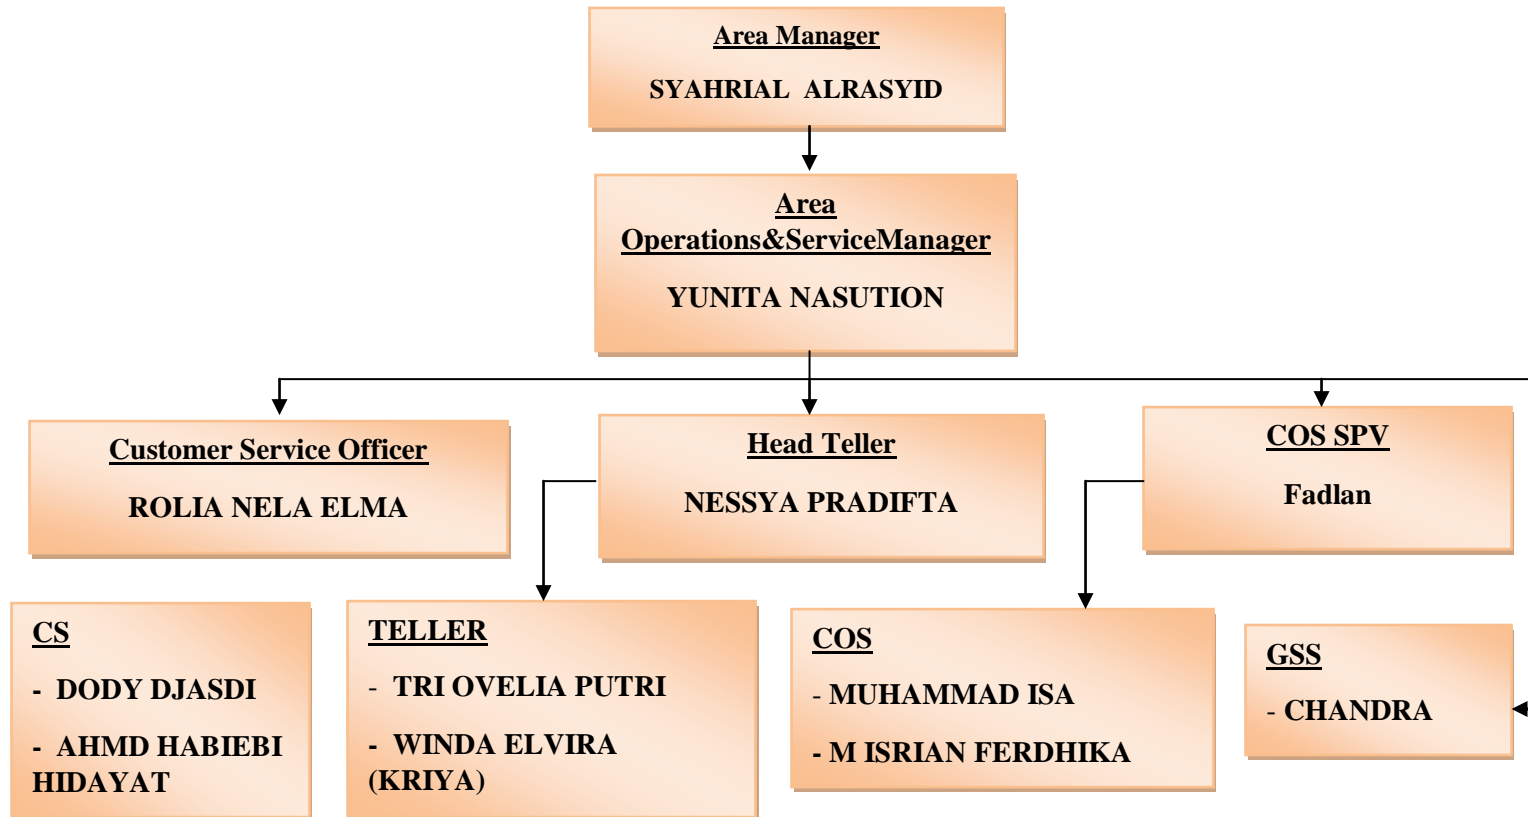 Area Manager
SYAHRIAL ALRASYID
Area
Operations&ServiceManager
YUNITA NASUTION
Customer Service Officer
ROLIA NELA ELMA
Head Teller
NESSYA PRADIFTA
COS SPV
Fadlan
CS
- DODY DJASDI
- AHMD HABIEBI
HIDAYAT
TELLER
- TRI OVELIA PUTRI
- WINDA ELVIRA
(KRIYA)
COS
- MUHAMMAD ISA
- M ISRIAN FERDHIKA
GSS
- CHANDRA